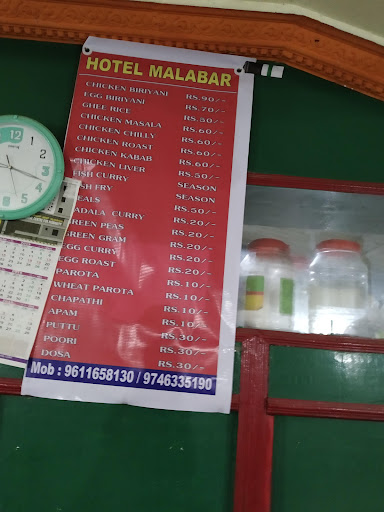 HOTEL MALABAR
CHICKEN BIRIYANI RS.90/-
EGG BIRIYANI RS.70/-
GHEE RICE RS.50/-
CHICKEN MASALA RS.60/-
CHICKEN CHILLY RS.60/-
CHICKEN ROAST RS.60/-
CHICKEN KABAB RS.60/-
CHICKEN LIVER RS.50/-
FISH CURRY SEASON
FISH FRY SEASON
MEALS RS.50/-
KADALA CURRY RS.20/-
GREEN PEAS RS.20/-
GREEN GRAM RS.20/-
EGG CURRY RS.20/-
EGG ROAST RS.20/-
PAROTA RS.10/-
WHEAT PAROTA RS.10/-
CHAPATHI RS.10/-
APAM RS.10/-
PUTTU RS.30/-
POORI RS.30/-
DOSA RS.30/-
Mob : 9611658130 / 9746335190